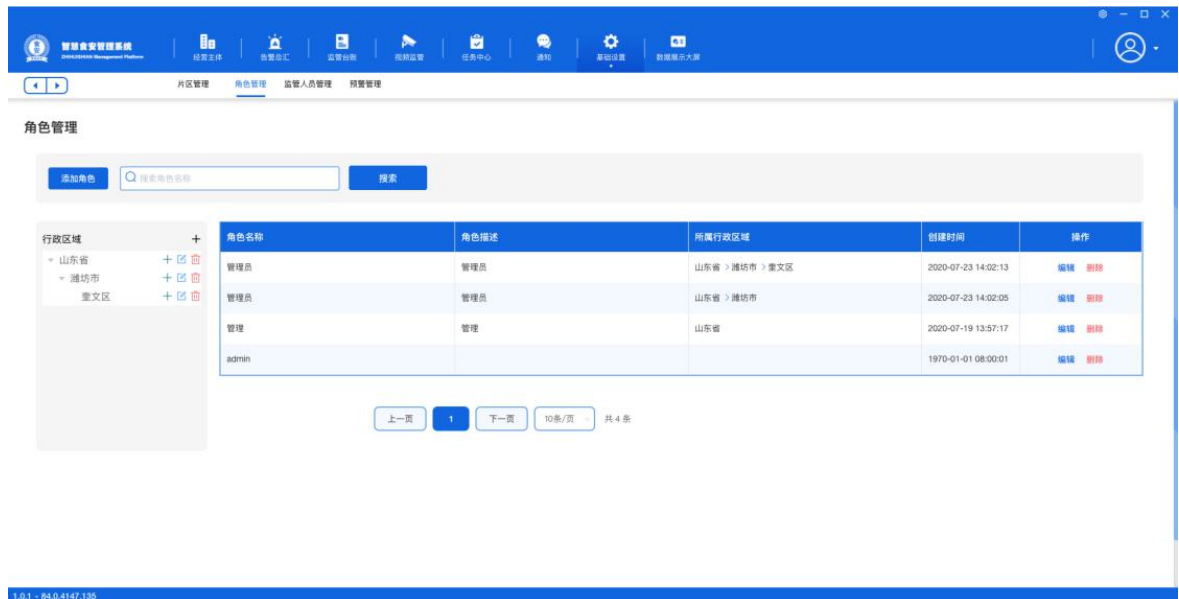 智慧食安管理系统
ZHIHUISHIAN Management Platform
经营主体
告警总汇
监管台账
视频监管
任务中心
通知
基础设置
数据展示大屏
片区管理 角色管理 监管人员管理 预警管理
角色管理
添加角色 搜索角色名称 搜索
行政区域
山东省
潍坊市
奎文区
角色名称 角色描述 所属行政区域 创建时间 操作
管理员 管理员 山东省 > 潍坊市 > 奎文区 2020-07-23 14:02:13 编辑 删除
管理员 管理员 山东省 > 潍坊市 2020-07-23 14:02:05 编辑 删除
管理 管理 山东省 2020-07-19 13:57:17 编辑 删除
admin 1970-01-01 08:00:01 编辑 删除
上一页 1 下一页 10条/页 共 4 条
1.0.1 - 84.0.4147.135